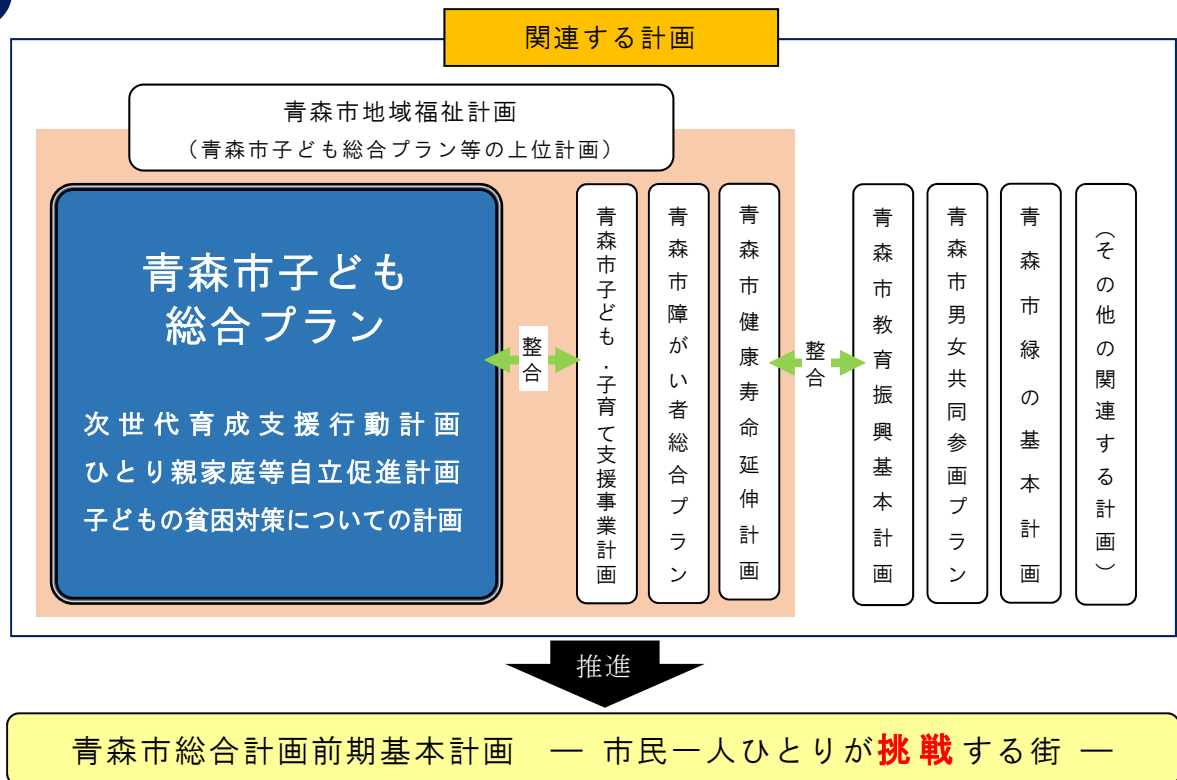 関連する計画
青森市地域福祉計画
（青森市子ども総合プラン等の上位計画）
青森市子ども
総合プラン
次世代育成支援行動計画
ひとり親家庭等自立促進計画
子どもの貧困対策についての計画
整合
青森市子ども・子育て支援事業計画
青森市障がい者総合プラン
青森市健康寿命延伸計画
整合
青森市教育振興基本計画
青森市男女共同参画プラン
青森市緑の基本計画
（その他の関連する計画）
推進
青森市総合計画前期基本計画　― 市民一人ひとりが挑戦する街 ―